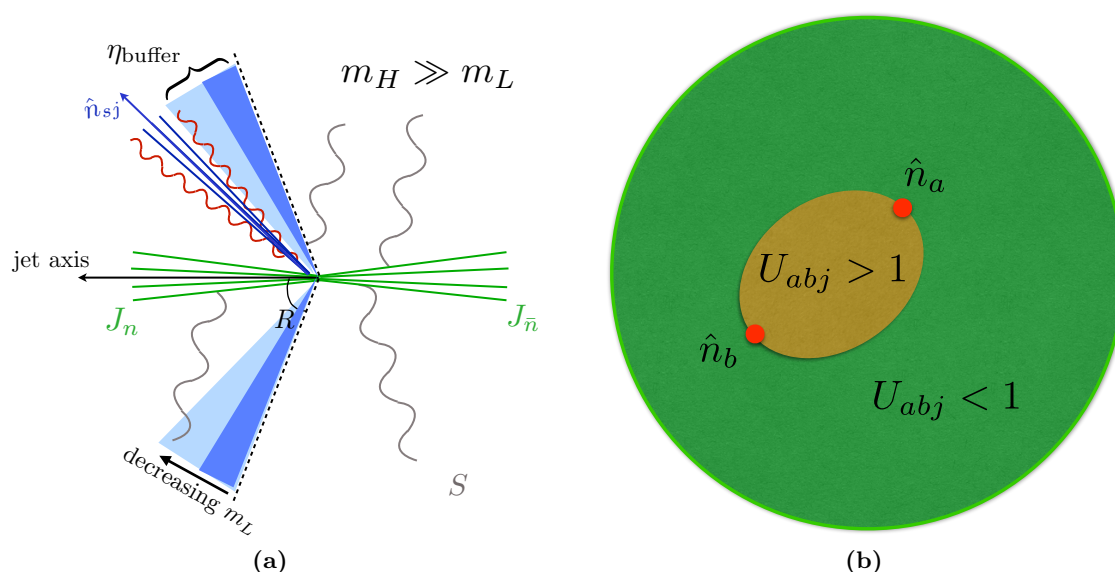 η_buffer
m_H ≫ m_L
n̂_sj
jet axis
J_n
R
J_n̄
decreasing m_L
S
(a)
n̂_a
U_abj > 1
n̂_b
U_abj < 1
(b)